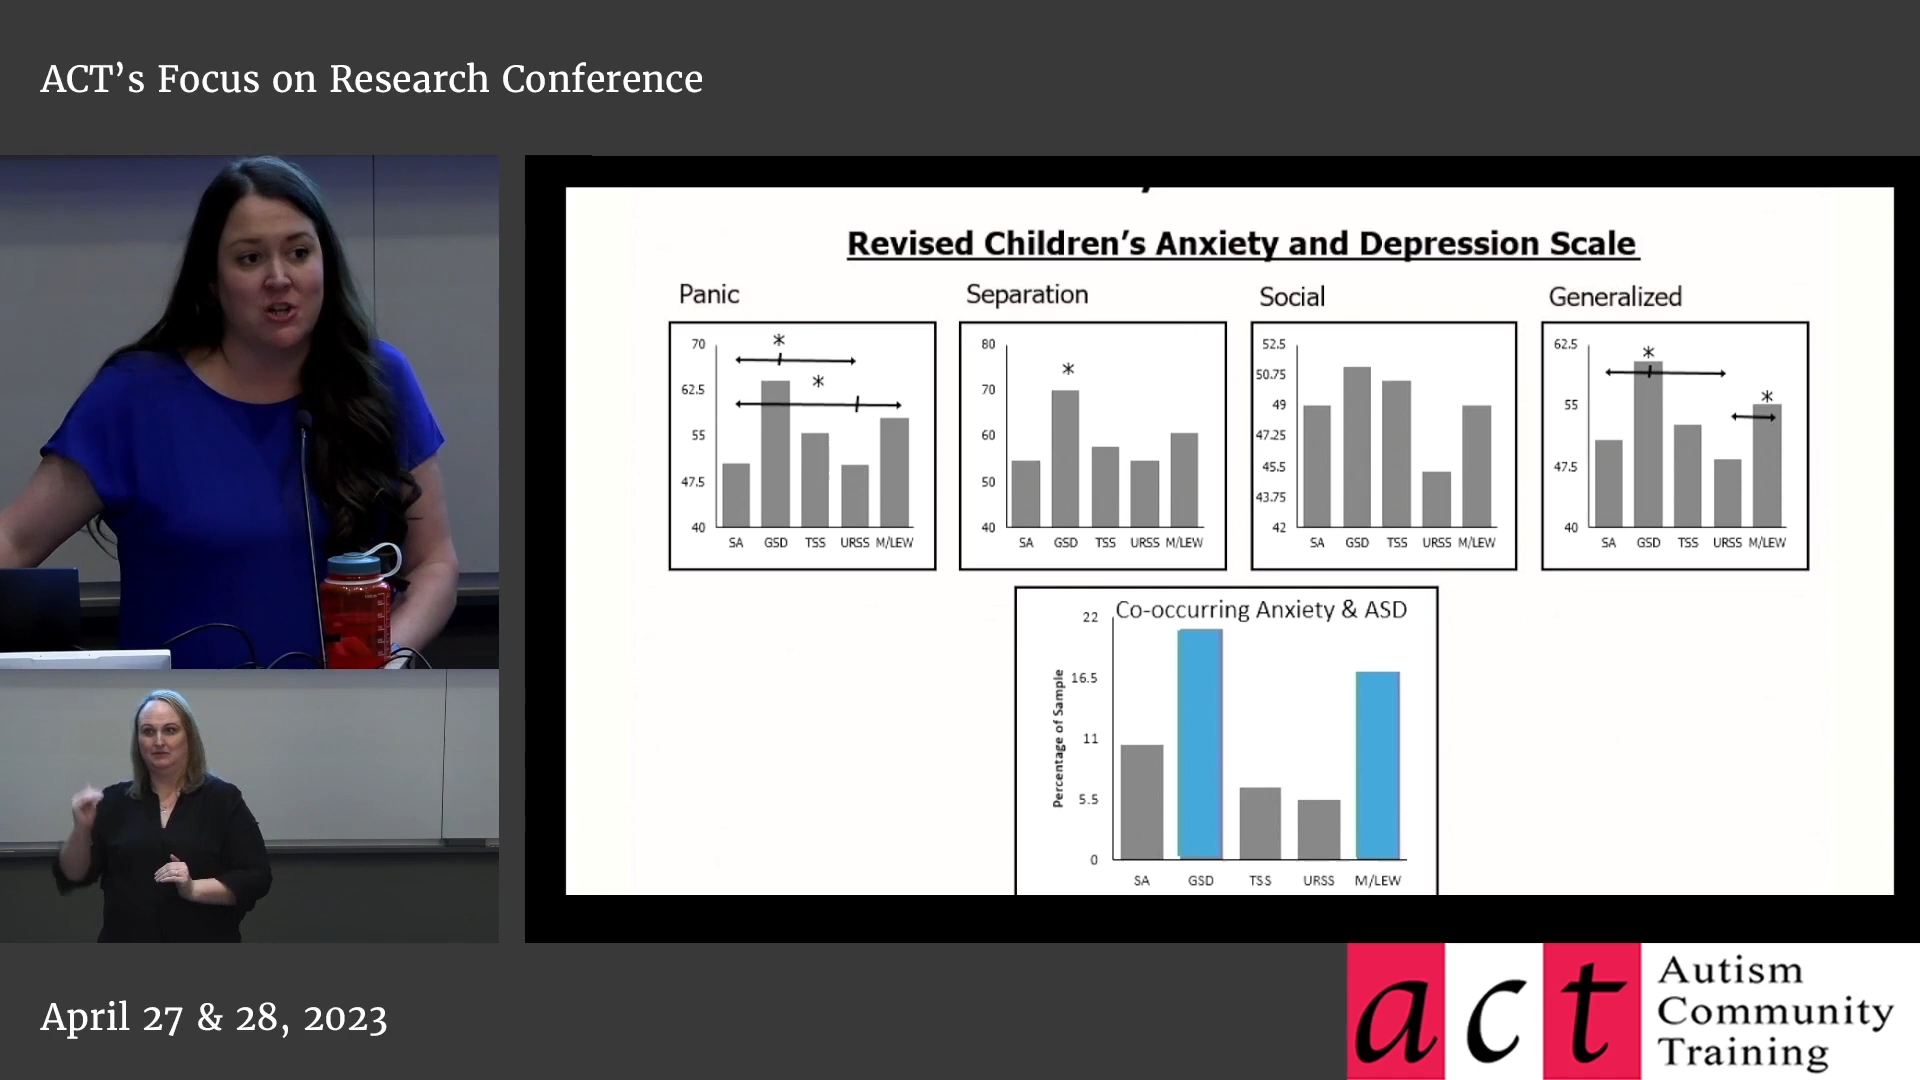 ACT's Focus on Research Conference
Revised Children's Anxiety and Depression Scale
Panic
70
62.5
55
47.5
40
*
*
SA GSD TSS URSS M/LEW
Separation
80
70
60
50
40
*
SA GSD TSS URSS M/LEW
Social
52.5
50.75
49
47.25
45.5
43.75
42
SA GSD TSS URSS M/LEW
Generalized
62.5
55
47.5
40
*
*
SA GSD TSS URSS M/LEW
Co-occurring Anxiety & ASD
Percentage of Sample
22
16.5
11
5.5
0
SA GSD TSS URSS M/LEW
April 27 & 28, 2023
act
Autism
Community
Training